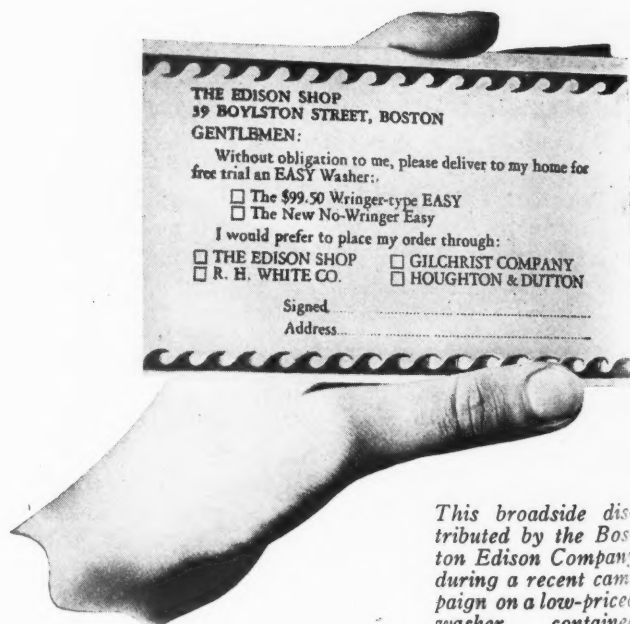 THE EDISON SHOP
39 BOYLSTON STREET, BOSTON
GENTLEMEN:
Without obligation to me, please deliver to my home for
free trial an EASY Washer:
☐ The $99.50 Wringer-type EASY
☐ The New No-Wringer Easy
I would prefer to place my order through:
☐ THE EDISON SHOP ☐ GILCHRIST COMPANY
☐ R. H. WHITE CO. ☐ HOUGHTON & DUTTON
Signed
Address
This broadside dis-
tributed by the Bos-
ton Edison Company
during a recent cam-
paign on a low-priced
washer contained